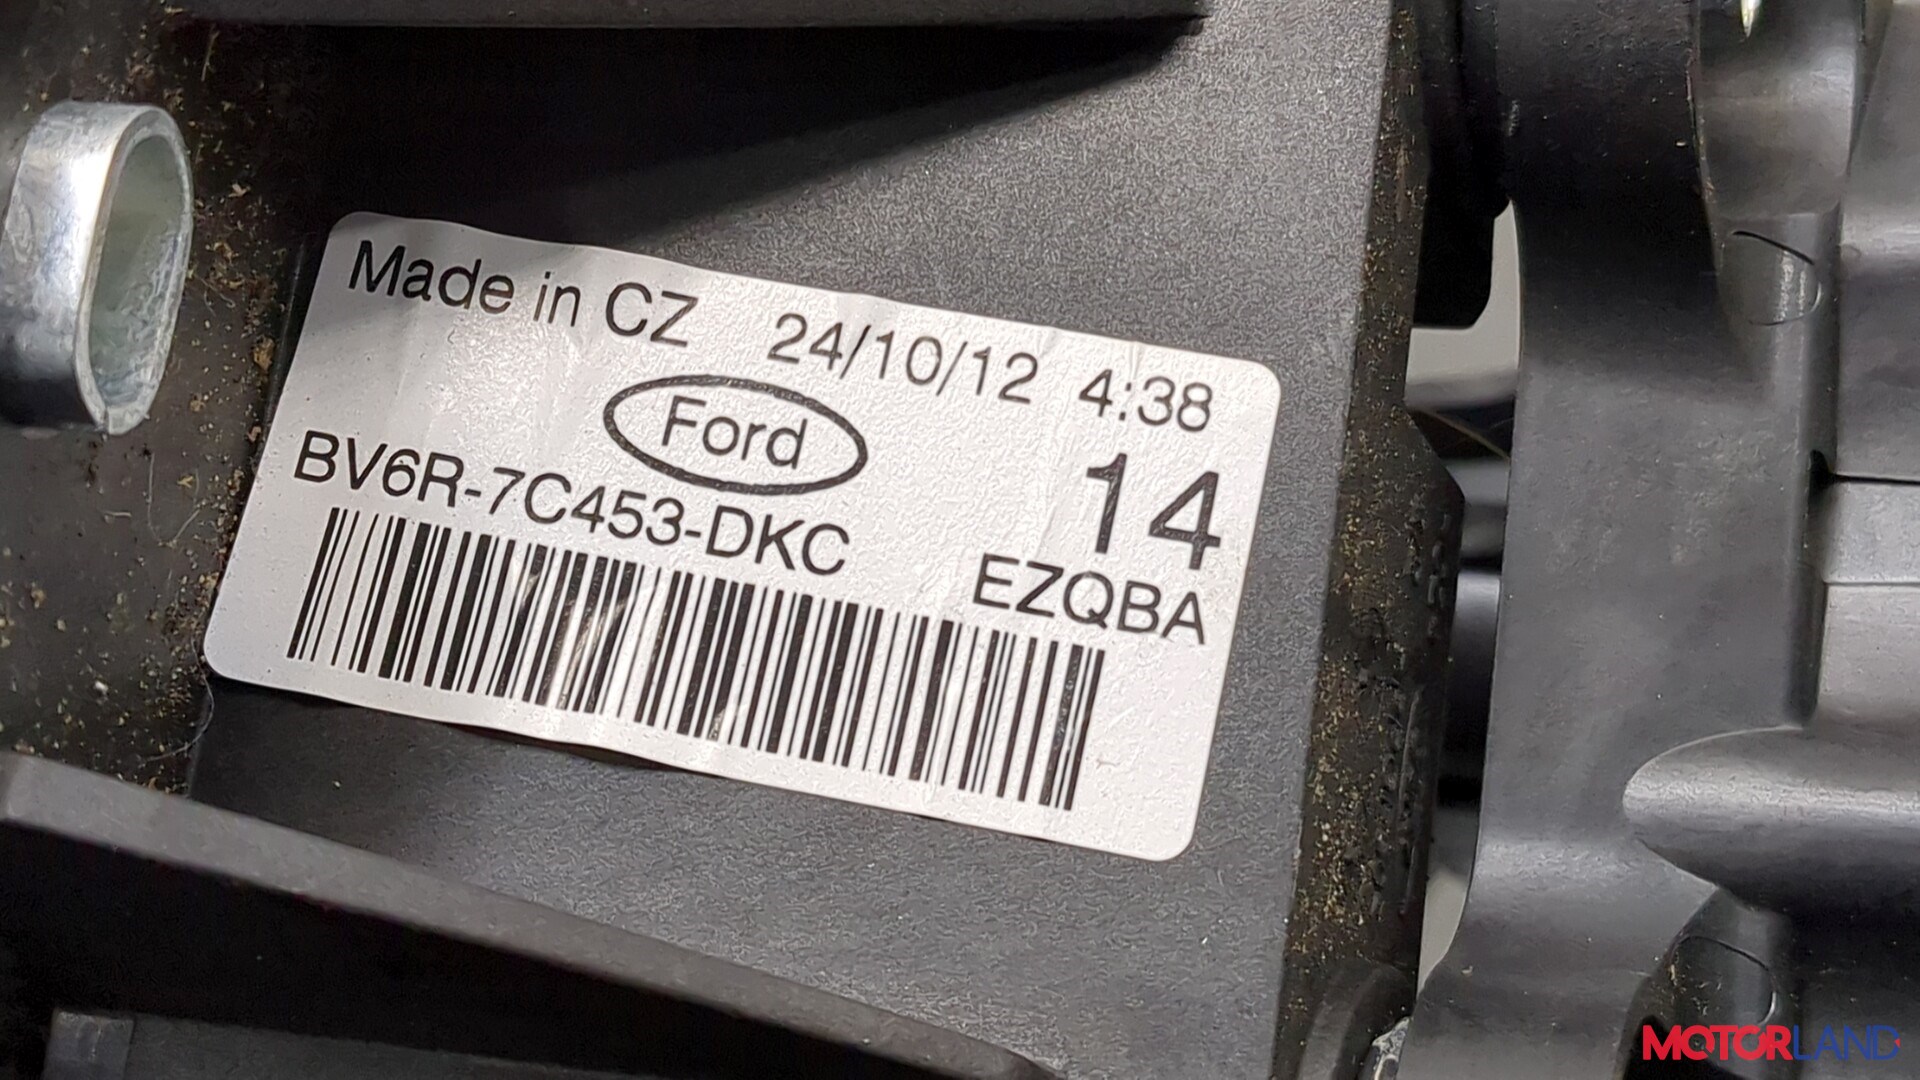 Made in CZ 24/10/12 4:38
Ford
BV6R-7C453-DKC
14
EZQBA
MOTORLAND